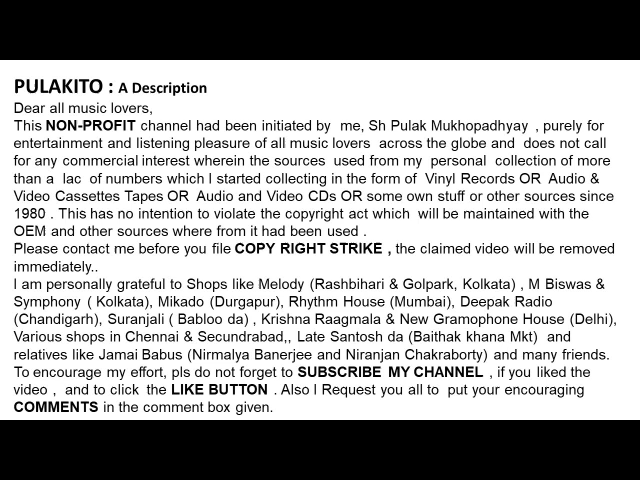 PULAKITO : A Description
Dear all music lovers,
This NON-PROFIT channel had been initiated by me, Sh Pulak Mukhopadhyay , purely for
entertainment and listening pleasure of all music lovers across the globe and does not call
for any commercial interest wherein the sources used from my personal collection of more
than a lac of numbers which I started collecting in the form of Vinyl Records OR Audio &
Video Cassettes Tapes OR Audio and Video CDs OR some own stuff or other sources since
1980 . This has no intention to violate the copyright act which will be maintained with the
OEM and other sources where from it had been used .
Please contact me before you file COPY RIGHT STRIKE , the claimed video will be removed
immediately..
I am personally grateful to Shops like Melody (Rashbihari & Golpark, Kolkata) , M Biswas &
Symphony ( Kolkata), Mikado (Durgapur), Rhythm House (Mumbai), Deepak Radio
(Chandigarh), Suranjali ( Babloo da) , Krishna Raagmala & New Gramophone House (Delhi),
Various shops in Chennai & Secundrabad,, Late Santosh da (Baithak khana Mkt) and
relatives like Jamai Babus (Nirmalya Banerjee and Niranjan Chakraborty) and many friends.
To encourage my effort, pls do not forget to SUBSCRIBE MY CHANNEL , if you liked the
video , and to click the LIKE BUTTON . Also I Request you all to put your encouraging
COMMENTS in the comment box given.